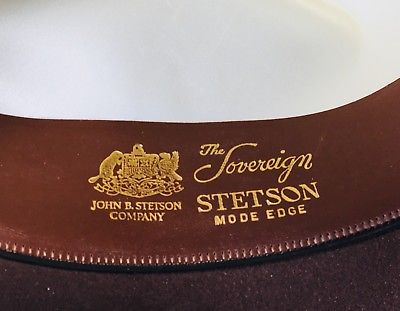 JOHN B. STETSON
COMPANY
The Sovereign
STETSON
MODE EDGE